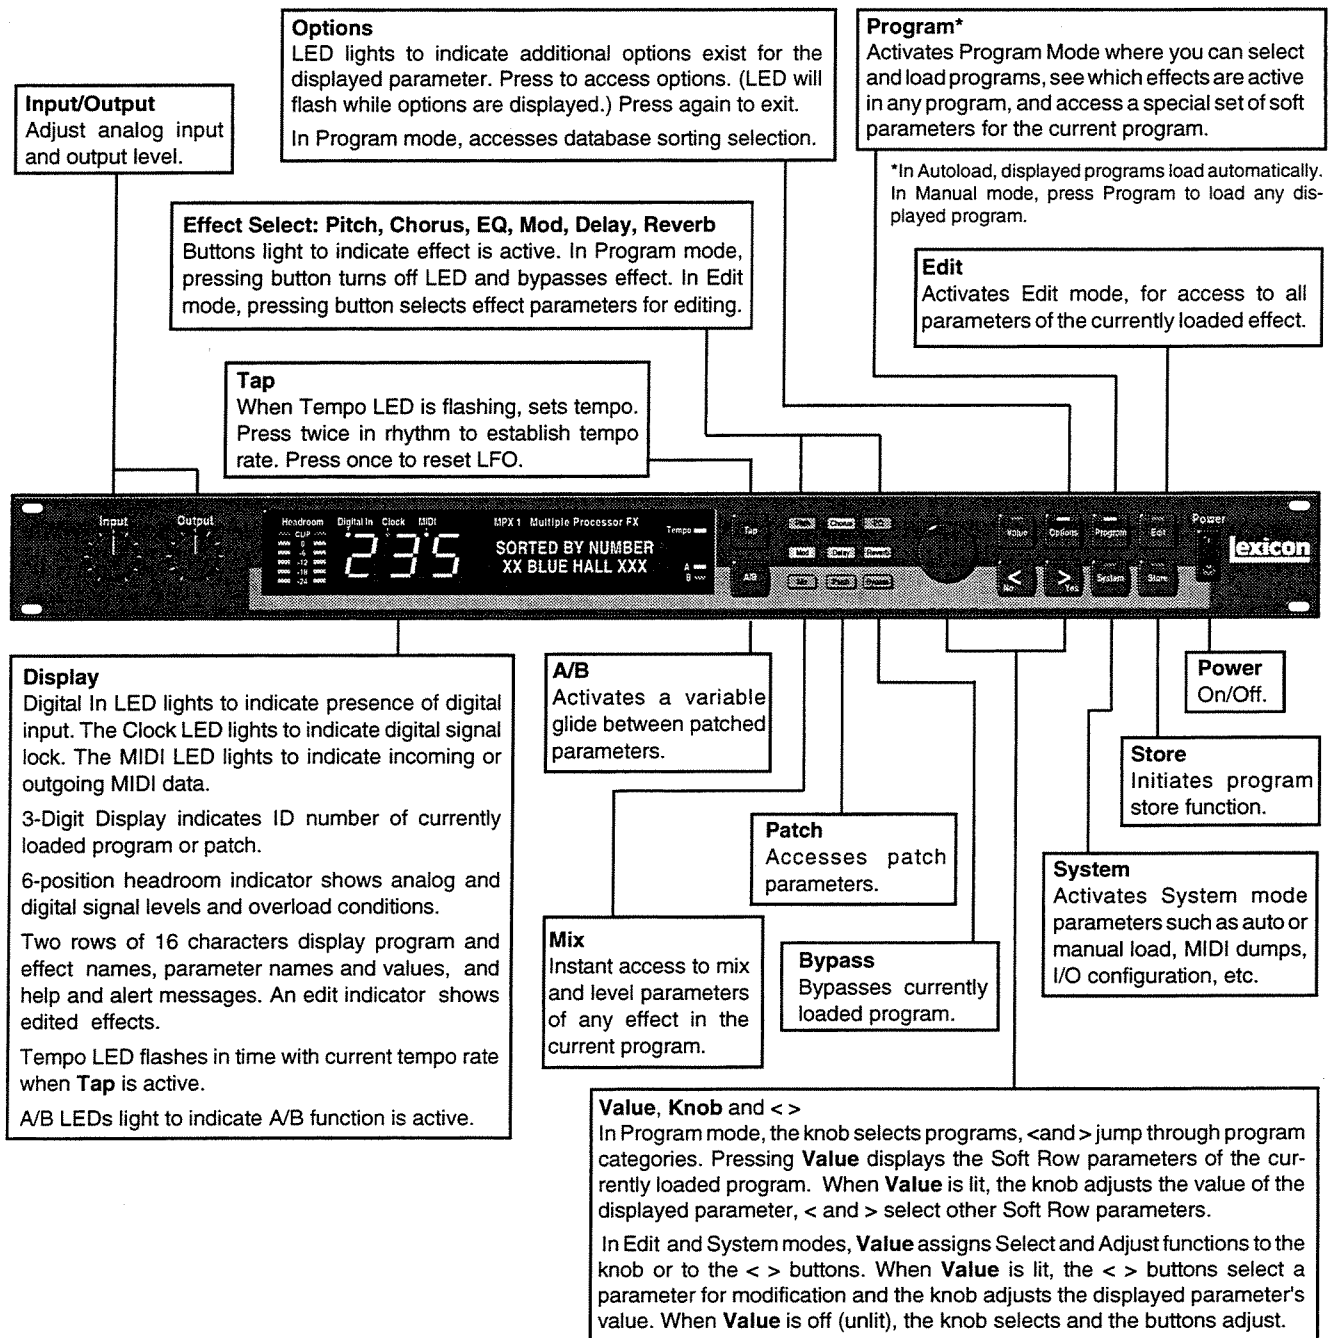 Options
LED lights to indicate additional options exist for the
displayed parameter. Press to access options. (LED will
flash while options are displayed.) Press again to exit.
In Program mode, accesses database sorting selection.
Program*
Activates Program Mode where you can select
and load programs, see which effects are active
in any program, and access a special set of soft
parameters for the current program.
*In Autoload, displayed programs load automatically.
In Manual mode, press Program to load any dis-
played program.
Input/Output
Adjust analog input
and output level.
Effect Select: Pitch, Chorus, EQ, Mod, Delay, Reverb
Buttons light to indicate effect is active. In Program mode,
pressing button turns off LED and bypasses effect. In Edit
mode, pressing button selects effect parameters for editing.
Edit
Activates Edit mode, for access to all
parameters of the currently loaded effect.
Tap
When Tempo LED is flashing, sets tempo.
Press twice in rhythm to establish tempo
rate. Press once to reset LFO.
Input
Output
Headroom
CLIP
0
-6
-12
-18
-24
Digital In Clock MIDI
235
MPX 1 Multiple Processor FX
SORTED BY NUMBER
XX BLUE HALL XXX
Tempo
A
B
Tap
A/B
Pitch Chorus EQ
Mod Delay Reverb
Mix Patch Bypass
Value Options Program Edit
< No > Yes System Store
Power
lexicon
Display
Digital In LED lights to indicate presence of digital
input. The Clock LED lights to indicate digital signal
lock. The MIDI LED lights to indicate incoming or
outgoing MIDI data.
3-Digit Display indicates ID number of currently
loaded program or patch.
6-position headroom indicator shows analog and
digital signal levels and overload conditions.
Two rows of 16 characters display program and
effect names, parameter names and values, and
help and alert messages. An edit indicator shows
edited effects.
Tempo LED flashes in time with current tempo rate
when Tap is active.
A/B LEDs light to indicate A/B function is active.
A/B
Activates a variable
glide between patched
parameters.
Power
On/Off.
Store
Initiates program
store function.
Patch
Accesses patch
parameters.
System
Activates System mode
parameters such as auto or
manual load, MIDI dumps,
I/O configuration, etc.
Mix
Instant access to mix
and level parameters
of any effect in the
current program.
Bypass
Bypasses currently
loaded program.
Value, Knob and < >
In Program mode, the knob selects programs, <and > jump through program
categories. Pressing Value displays the Soft Row parameters of the cur-
rently loaded program. When Value is lit, the knob adjusts the value of the
displayed parameter, < and > select other Soft Row parameters.
In Edit and System modes, Value assigns Select and Adjust functions to the
knob or to the < > buttons. When Value is lit, the < > buttons select a
parameter for modification and the knob adjusts the displayed parameter's
value. When Value is off (unlit), the knob selects and the buttons adjust.